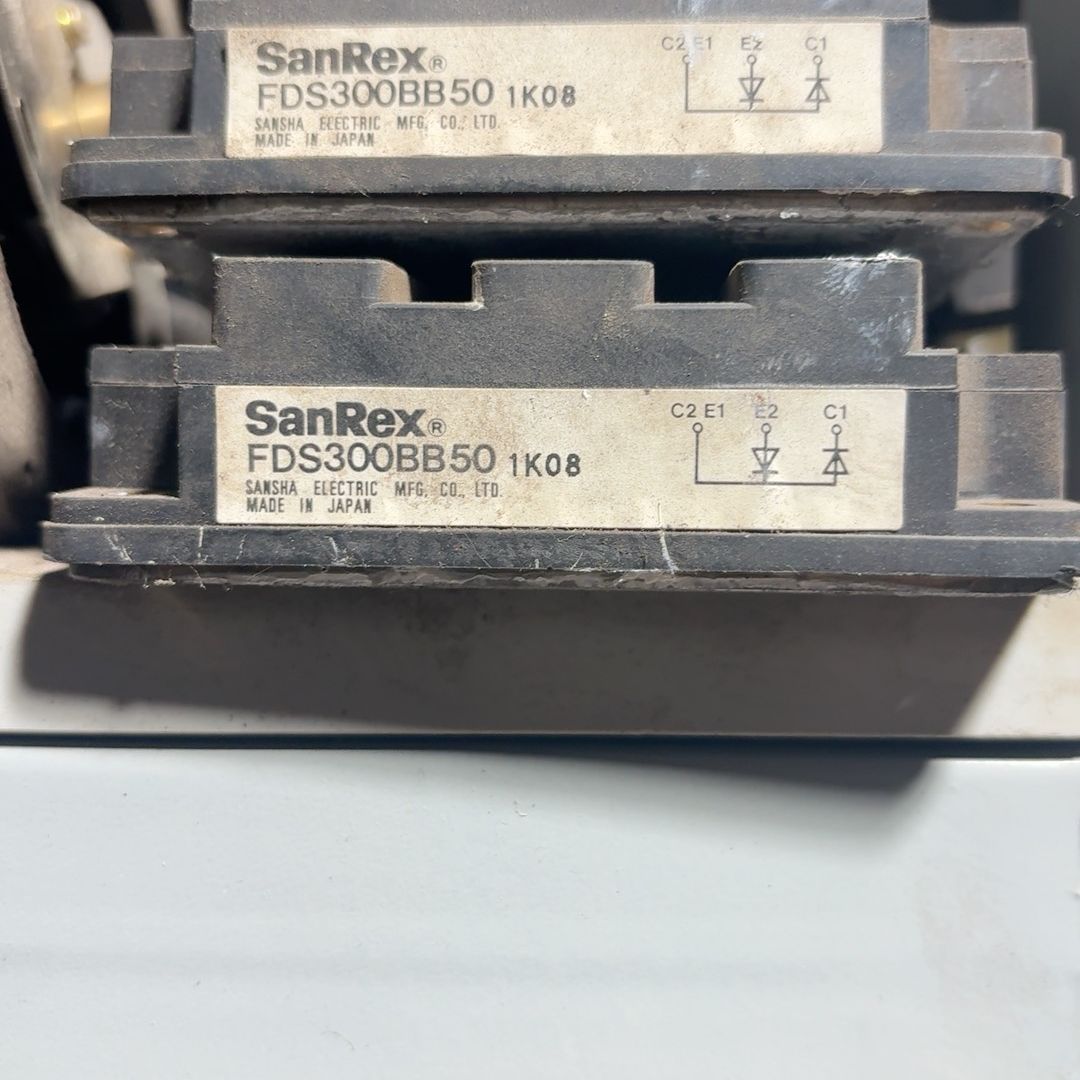 SanRex®
FDS300BB50 1K08
SANSHA ELECTRIC MFG. CO., LTD.
MADE IN JAPAN
C2 E1 E2 C1
SanRex®
FDS300BB50 1K08
SANSHA ELECTRIC MFG. CO., LTD.
MADE IN JAPAN
C2 E1 E2 C1